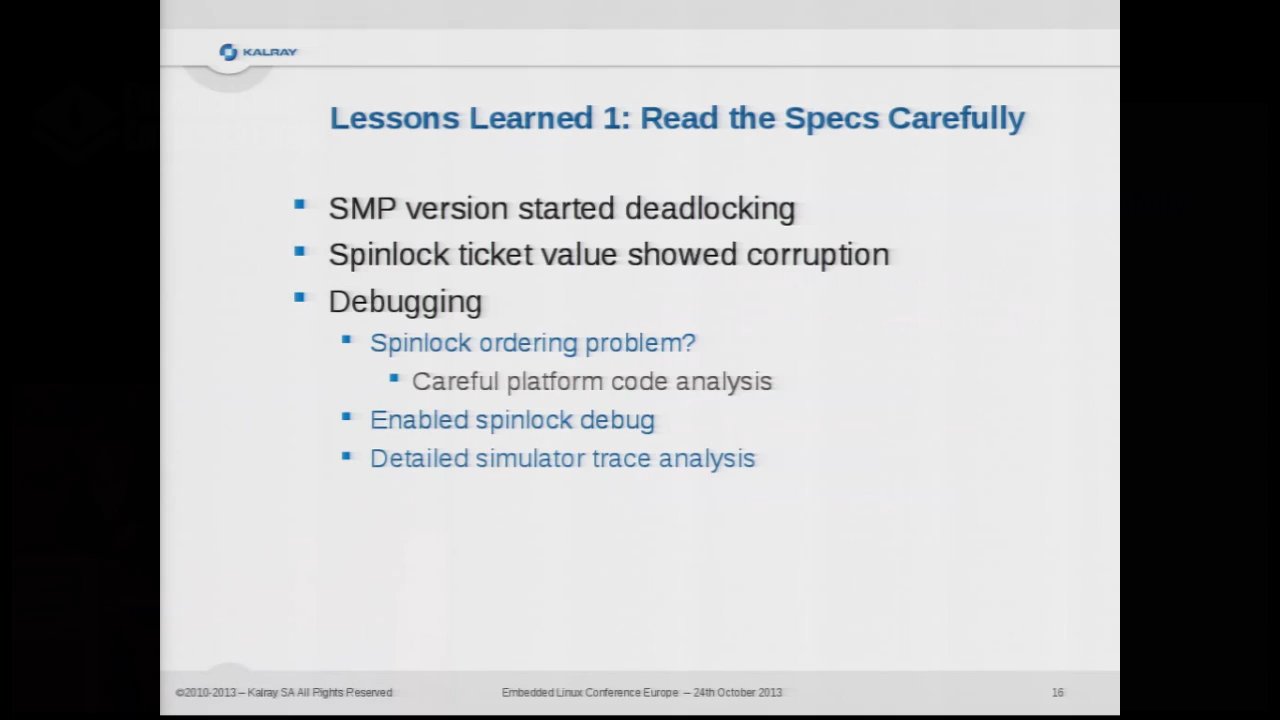 KALRAY
Lessons Learned 1: Read the Specs Carefully
SMP version started deadlocking
Spinlock ticket value showed corruption
Debugging
Spinlock ordering problem?
Careful platform code analysis
Enabled spinlock debug
Detailed simulator trace analysis
©2010-2013 – Kalray SA All Rights Reserved
Embedded Linux Conference Europe – 24th October 2013
16